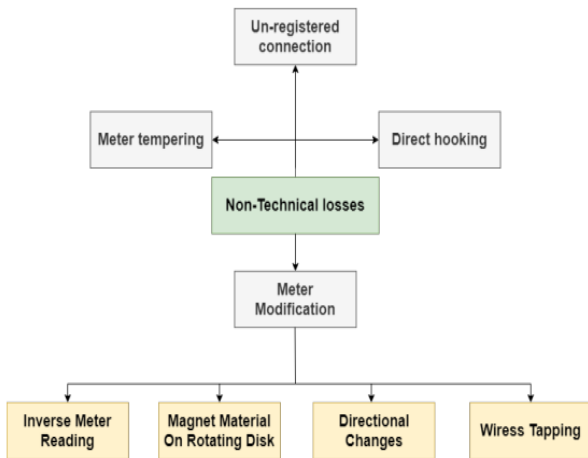 Un-registered
connection
Meter tempering
Direct hooking
Non-Technical losses
Meter
Modification
Inverse Meter
Reading
Magnet Material
On Rotating Disk
Directional
Changes
Wiress Tapping